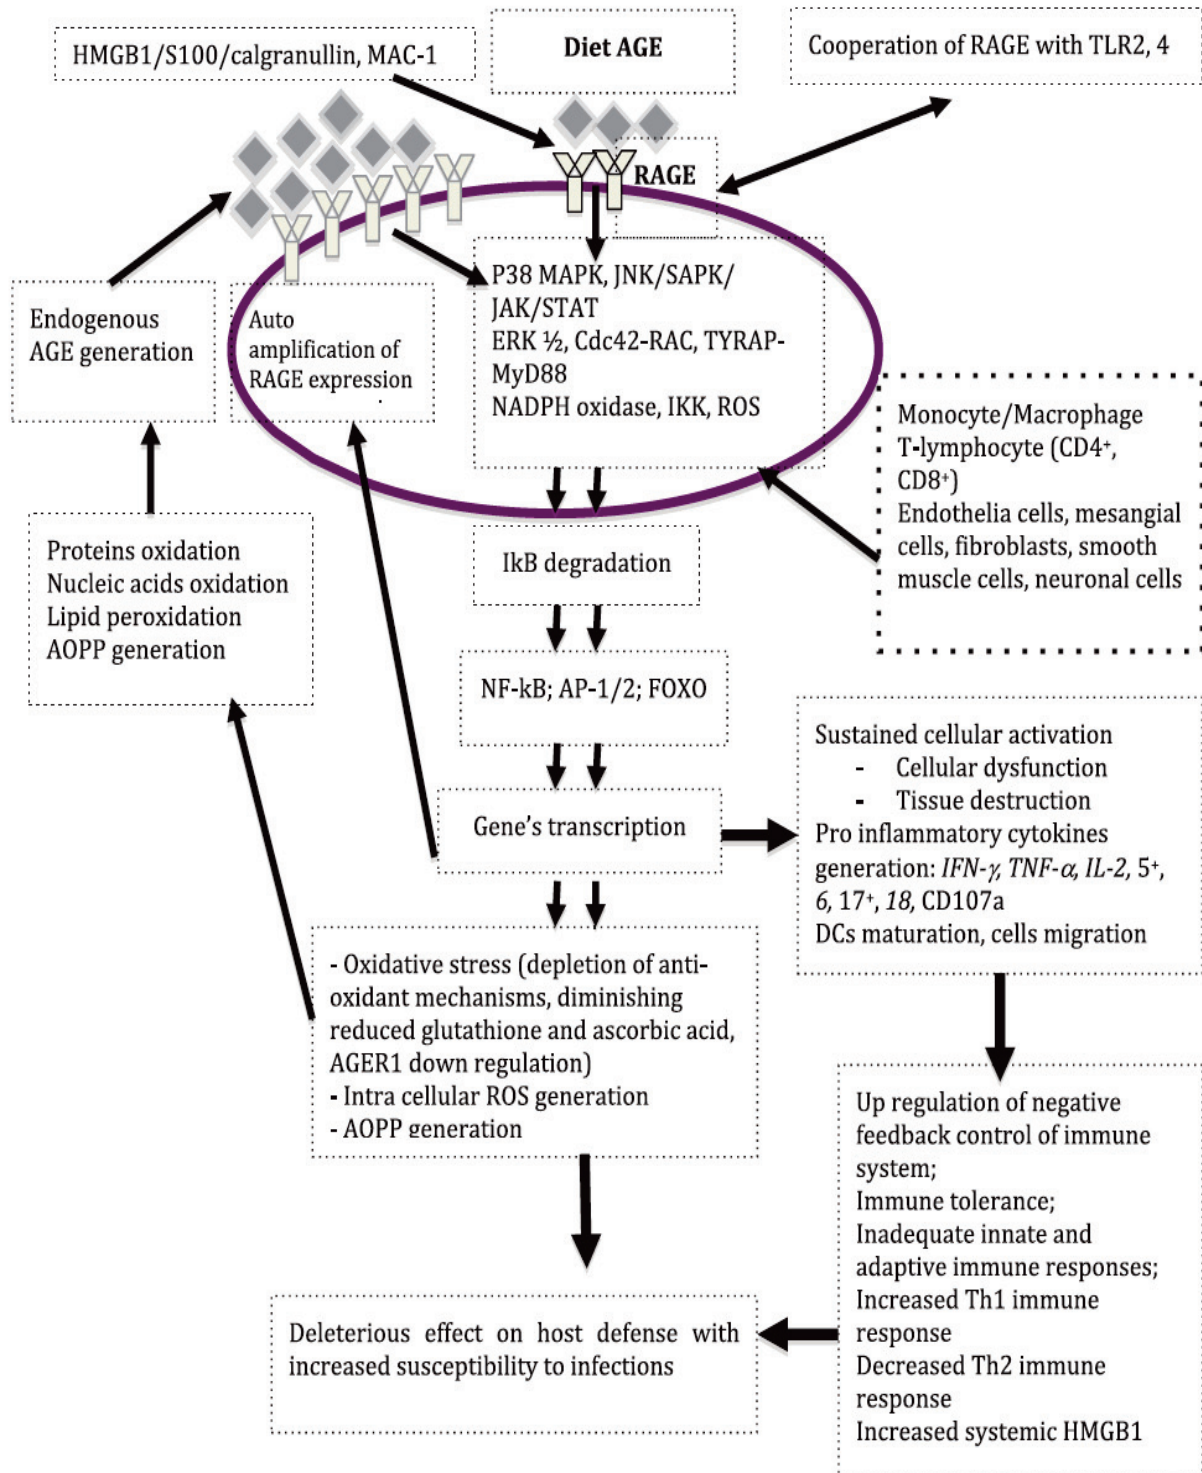 HMGB1/S100/calgranullin, MAC-1
Diet AGE
Cooperation of RAGE with TLR2, 4
RAGE
Endogenous
AGE generation
Auto
amplification of
RAGE expression
P38 MAPK, JNK/SAPK/
JAK/STAT
ERK ½, Cdc42-RAC, TYRAP-
MyD88
NADPH oxidase, IKK, ROS
Monocyte/Macrophage
T-lymphocyte (CD4⁺,
CD8⁺)
Endothelia cells, mesangial
cells, fibroblasts, smooth
muscle cells, neuronal cells
Proteins oxidation
Nucleic acids oxidation
Lipid peroxidation
AOPP generation
IkB degradation
NF-kB; AP-1/2; FOXO
Gene's transcription
Sustained cellular activation
- Cellular dysfunction
- Tissue destruction
Pro inflammatory cytokines
generation: IFN-γ, TNF-α, IL-2, 5⁺,
6, 17⁺, 18, CD107a
DCs maturation, cells migration
- Oxidative stress (depletion of anti-
oxidant mechanisms, diminishing
reduced glutathione and ascorbic acid,
AGER1 down regulation)
- Intra cellular ROS generation
- AOPP generation
Up regulation of negative
feedback control of immune
system;
Immune tolerance;
Inadequate innate and
adaptive immune responses;
Increased Th1 immune
response
Decreased Th2 immune
response
Increased systemic HMGB1
Deleterious effect on host defense with
increased susceptibility to infections